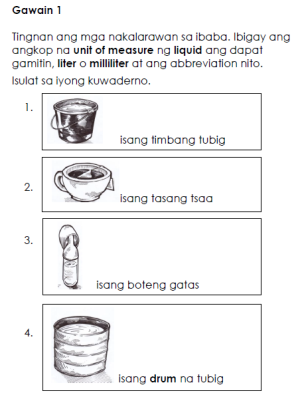 Gawain 1
Tingnan ang mga nakalarawan sa ibaba. Ibigay ang
angkop na unit of measure ng liquid ang dapat
gamitin, liter o milliliter at ang abbreviation nito.
Isulat sa iyong kuwaderno.
1.
isang timbang tubig
2.
isang tasang tsaa
3.
isang boteng gatas
4.
isang drum na tubig